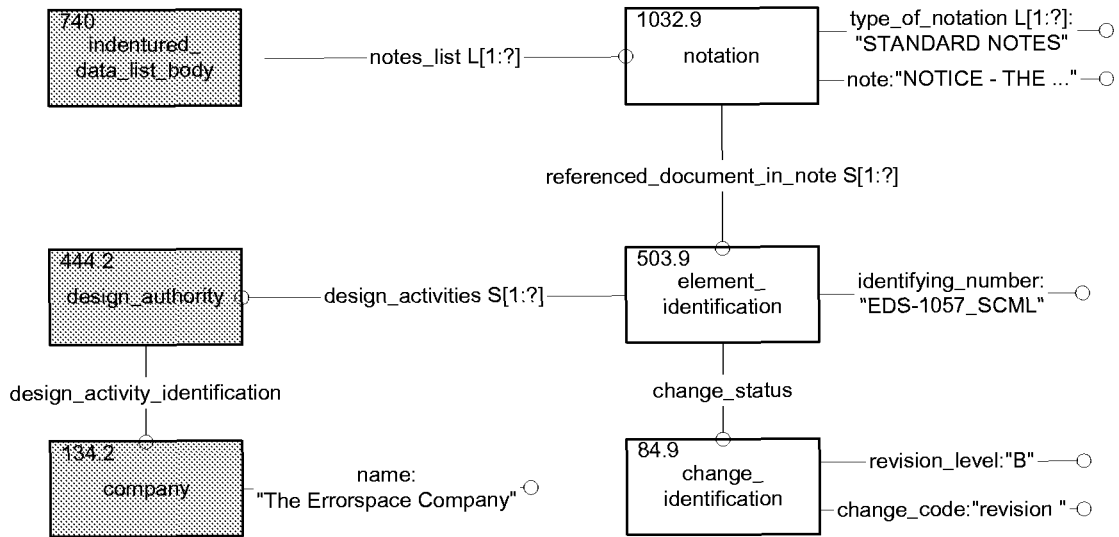 740
indentured_
data_list_body
notes_list L[1:?]
1032.9
notation
type_of_notation L[1:?]:
"STANDARD NOTES"
note:"NOTICE - THE ..."
referenced_document_in_note S[1:?]
444.2
design_authority
design_activities S[1:?]
503.9
element_
identification
identifying_number:
"EDS-1057_SCML"
design_activity_identification
change_status
134.2
company
name:
"The Errorspace Company"
84.9
change_
identification
revision_level:"B"
change_code:"revision "